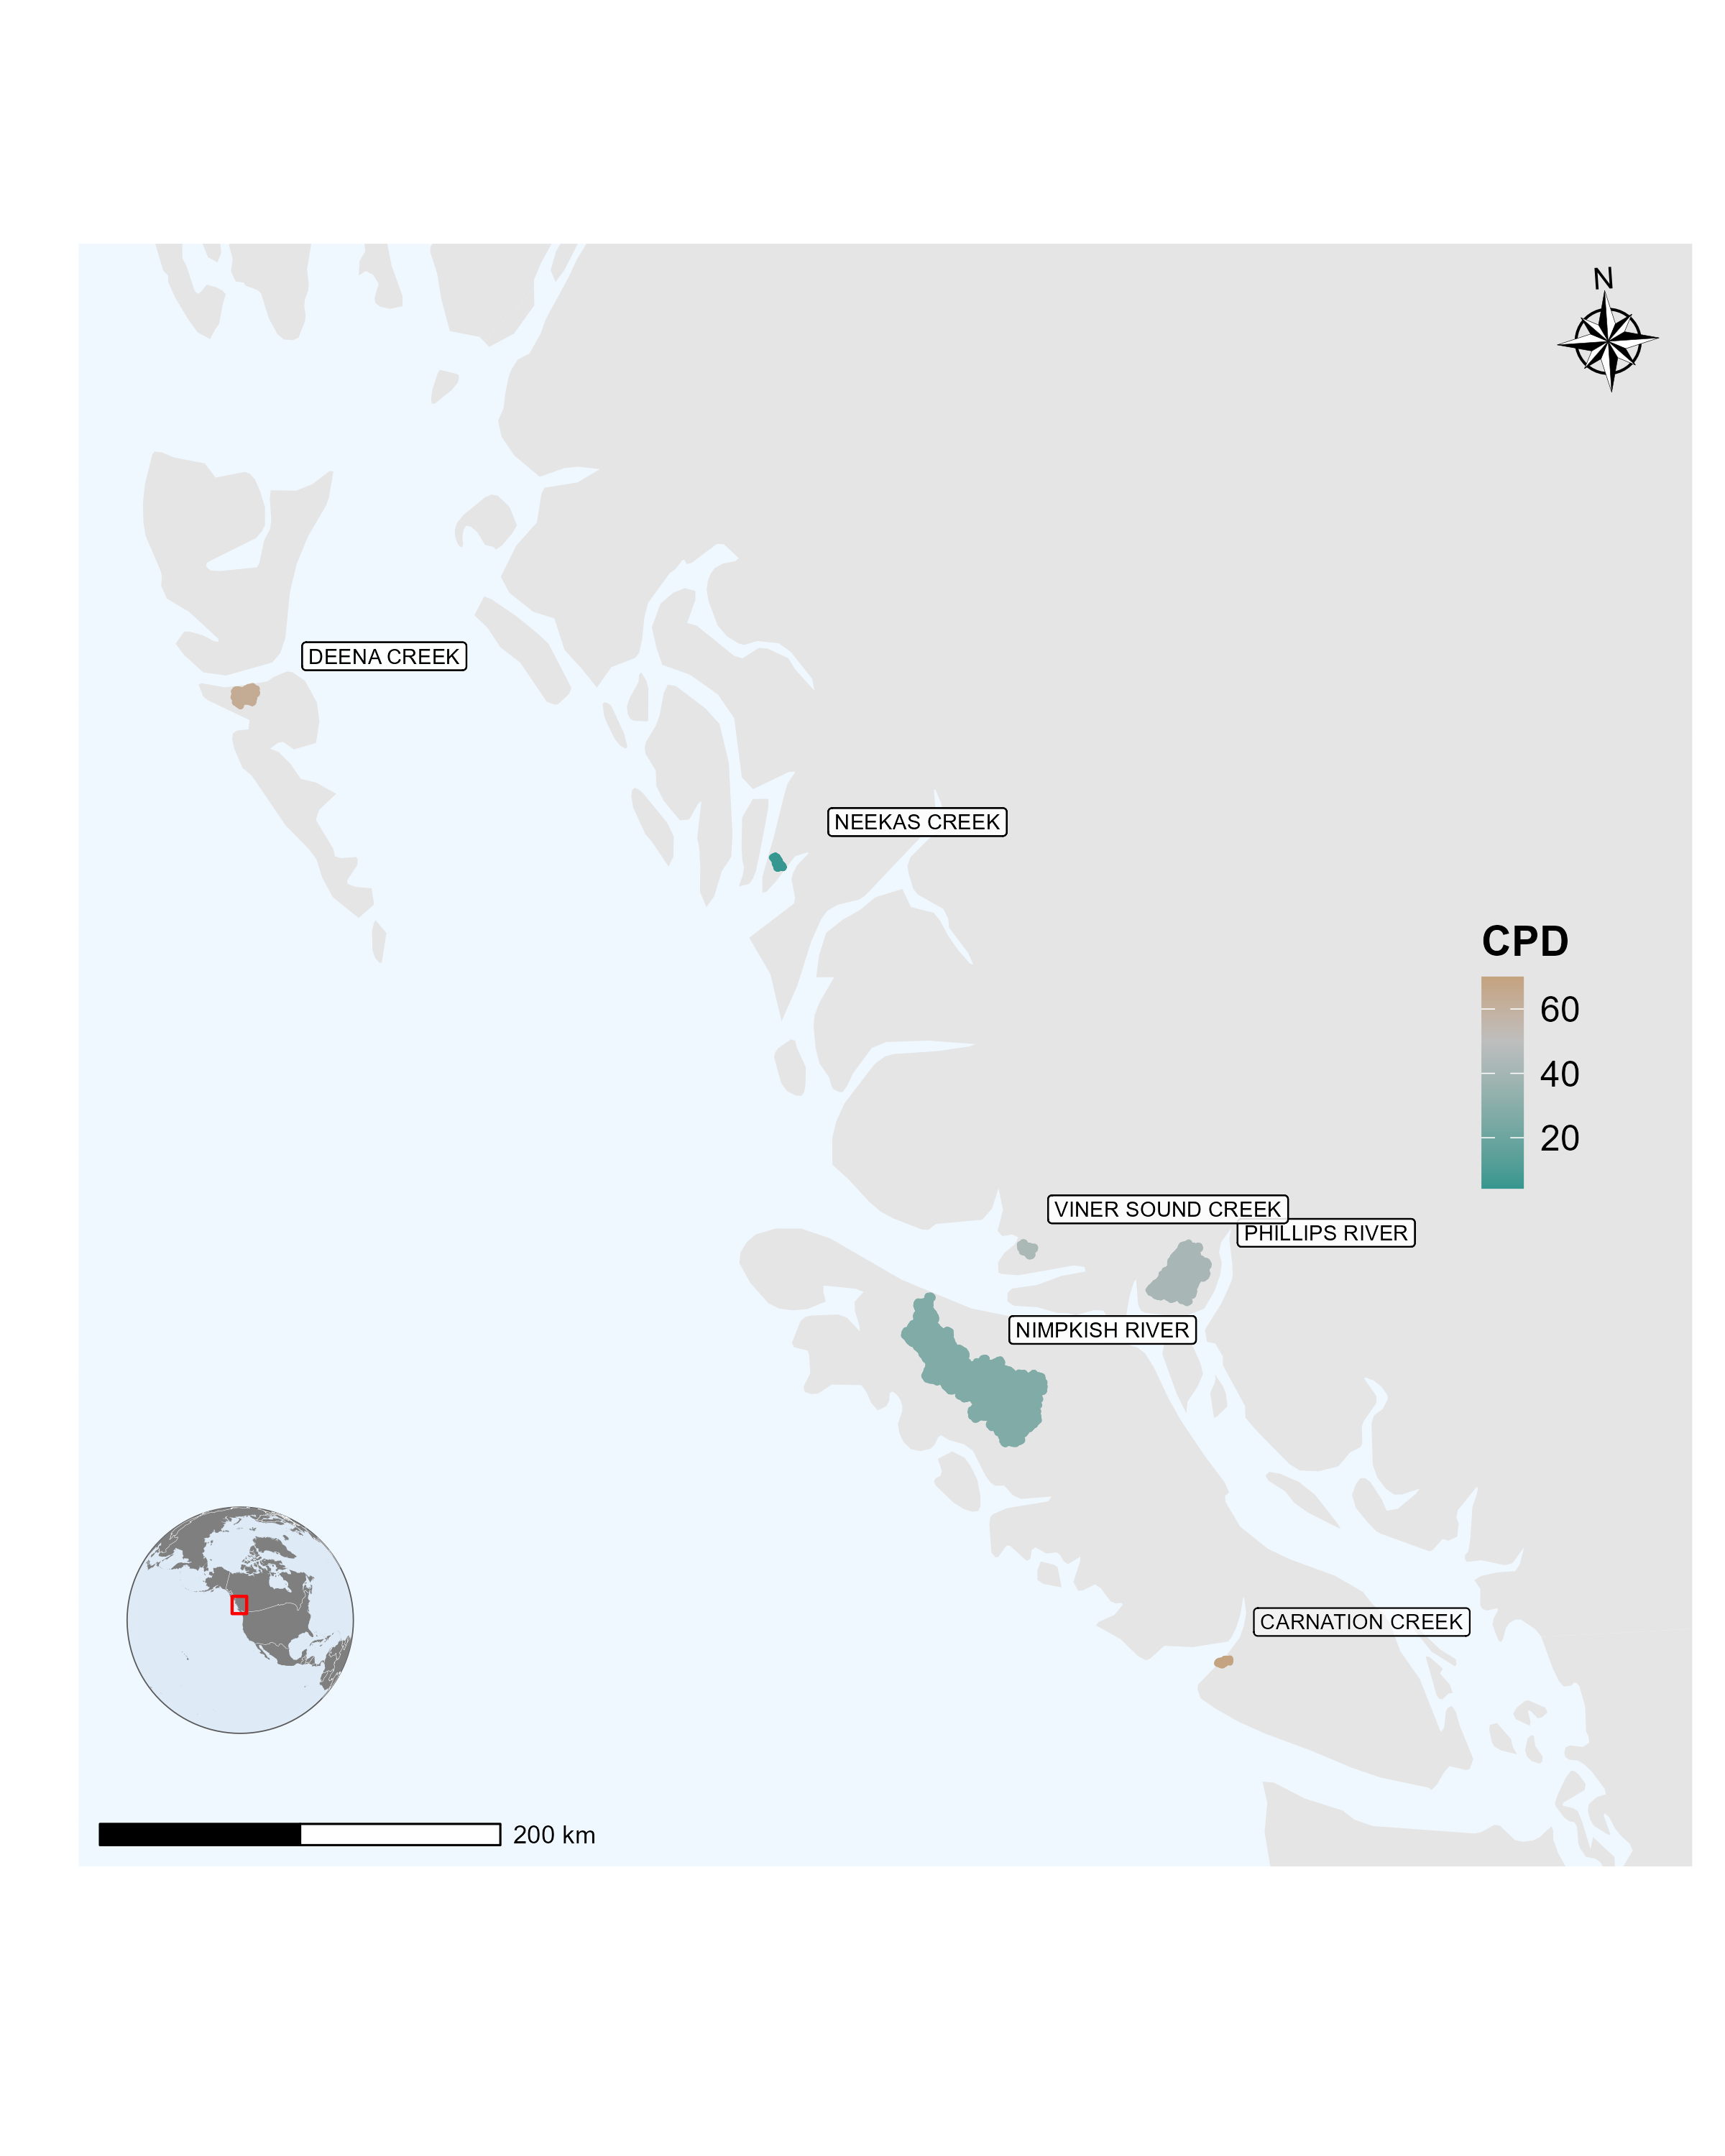 N
DEENA CREEK
NEEKAS CREEK
CPD
60
40
20
VINER SOUND CREEK
PHILLIPS RIVER
NIMPKISH RIVER
CARNATION CREEK
200 km